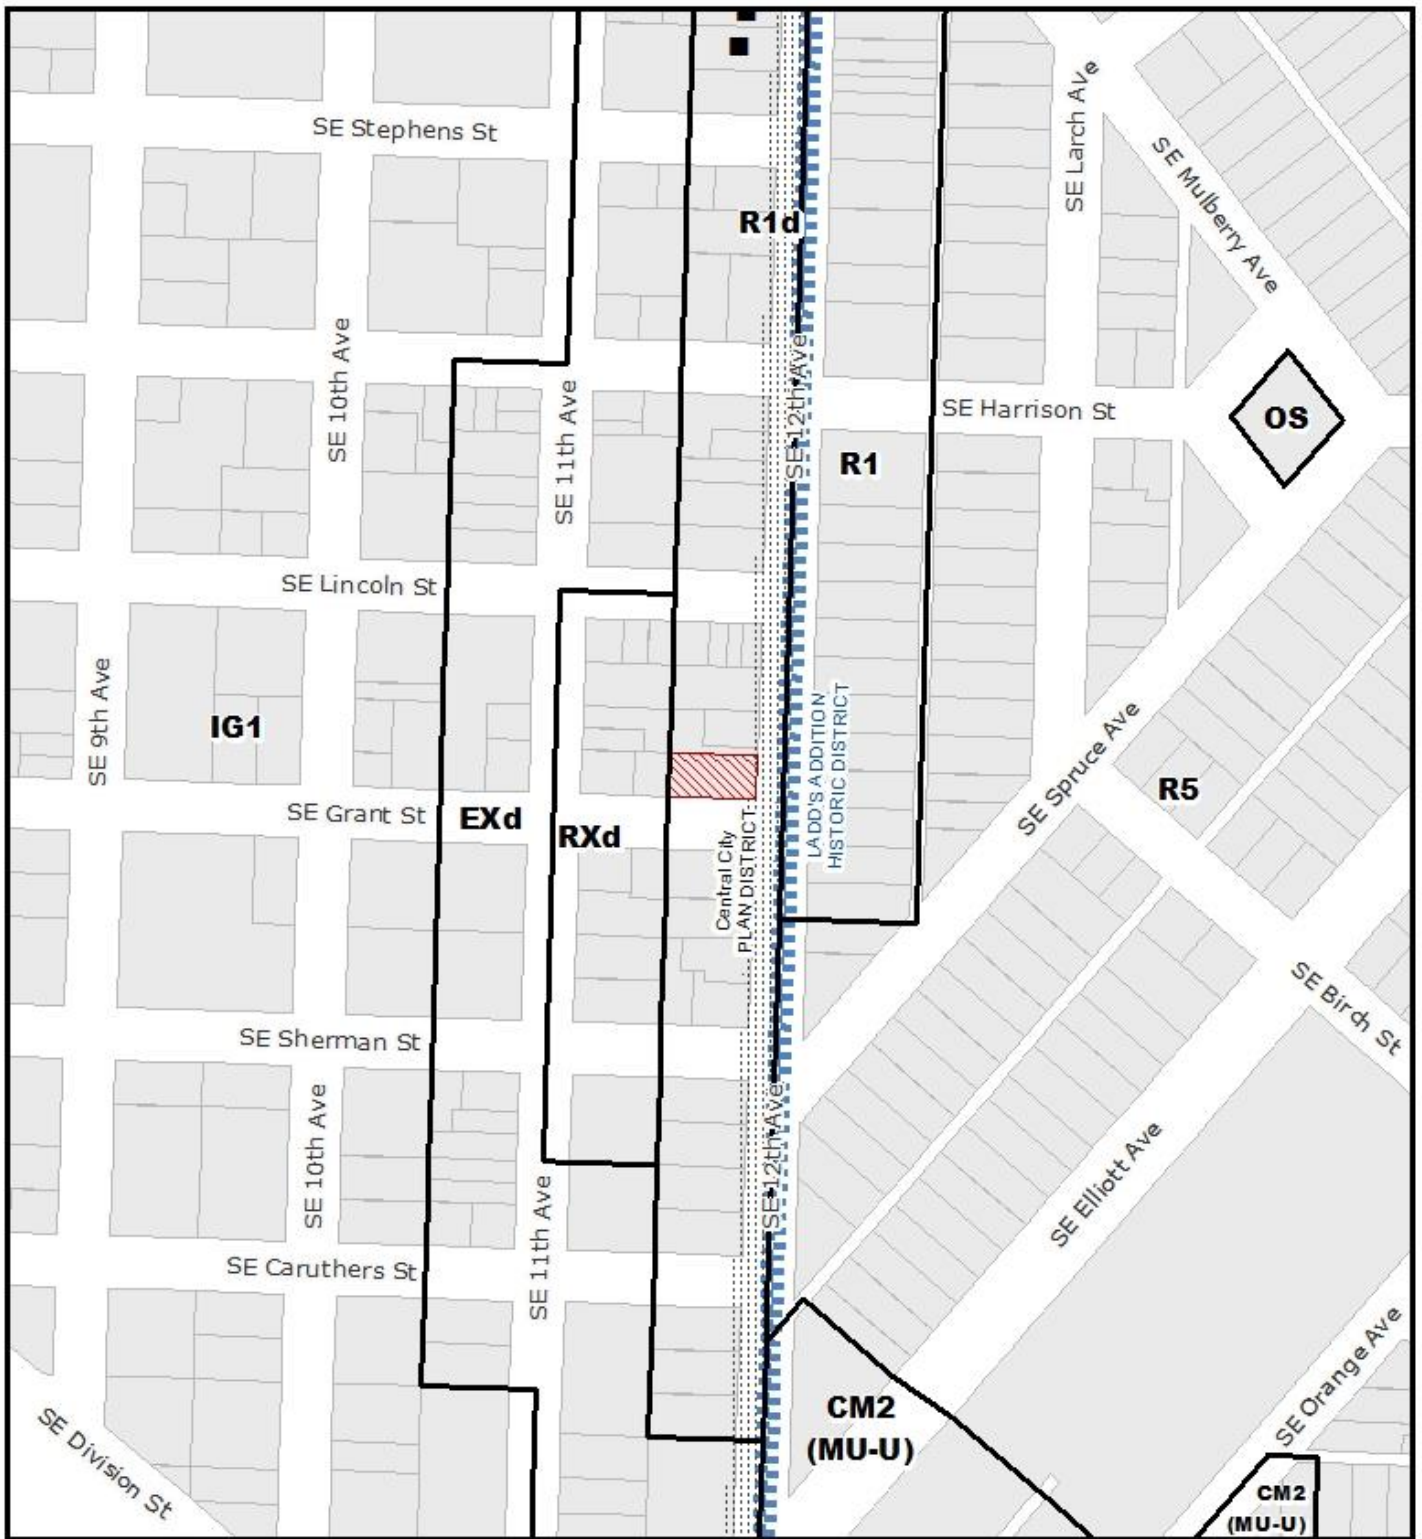 SE Stephens St
SE Larch Ave
SE Mulberry Ave
R1d
SE 10th Ave
SE 11th Ave
SE 12th Ave
SE Harrison St
OS
R1
SE Lincoln St
SE 9th Ave
IG1
LADD'S ADDITION
HISTORIC DISTRICT
SE Spruce Ave
R5
SE Grant St
EXd
RXd
Central City
PLAN DISTRICT
SE Birch St
SE Sherman St
SE 10th Ave
SE 12th Ave
SE Elliott Ave
SE 11th Ave
SE Caruthers St
SE Orange Ave
CM2
(MU-U)
SE Division St
CM2
(MU-U)